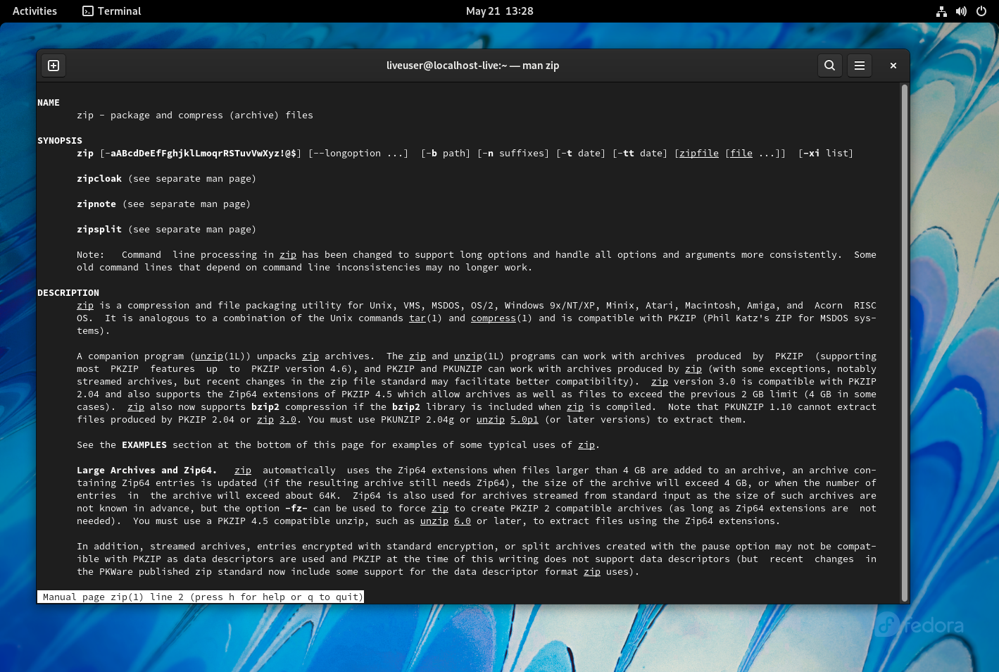 Activities
Terminal
May 21 13:28
liveuser@localhost-live:~ — man zip
NAME
zip - package and compress (archive) files
SYNOPSIS
zip [-aABcdDeEfFghjklLmoqrRSTuvVwXyz!@$] [--longoption ...]  [-b path] [-n suffixes] [-t date] [-tt date] [zipfile [file ...]]  [-xi list]
zipcloak (see separate man page)
zipnote (see separate man page)
zipsplit (see separate man page)
Note:   Command  line processing in zip has been changed to support long options and handle all options and arguments more consistently.  Some
old command lines that depend on command line inconsistencies may no longer work.
DESCRIPTION
zip is a compression and file packaging utility for Unix, VMS, MSDOS, OS/2, Windows 9x/NT/XP, Minix, Atari, Macintosh, Amiga, and  Acorn  RISC
OS.  It is analogous to a combination of the Unix commands tar(1) and compress(1) and is compatible with PKZIP (Phil Katz's ZIP for MSDOS sys-
tems).
A companion program (unzip(1L)) unpacks zip archives.  The zip and unzip(1L) programs can work with archives  produced  by  PKZIP  (supporting
most  PKZIP  features  up  to  PKZIP version 4.6), and PKZIP and PKUNZIP can work with archives produced by zip (with some exceptions, notably
streamed archives, but recent changes in the zip file standard may facilitate better compatibility).  zip version 3.0 is compatible with PKZIP
2.04 and also supports the Zip64 extensions of PKZIP 4.5 which allow archives as well as files to exceed the previous 2 GB limit (4 GB in some
cases).  zip also now supports bzip2 compression if the bzip2 library is included when zip is compiled.  Note that PKUNZIP 1.10 cannot extract
files produced by PKZIP 2.04 or zip 3.0. You must use PKUNZIP 2.04g or unzip 5.0p1 (or later versions) to extract them.
See the EXAMPLES section at the bottom of this page for examples of some typical uses of zip.
Large Archives and Zip64.   zip  automatically  uses the Zip64 extensions when files larger than 4 GB are added to an archive, an archive con-
taining Zip64 entries is updated (if the resulting archive still needs Zip64), the size of the archive will exceed 4 GB, or when the number of
entries  in  the archive will exceed about 64K.  Zip64 is also used for archives streamed from standard input as the size of such archives are
not known in advance, but the option -fz- can be used to force zip to create PKZIP 2 compatible archives (as long as Zip64 extensions are  not
needed).  You must use a PKZIP 4.5 compatible unzip, such as unzip 6.0 or later, to extract files using the Zip64 extensions.
In addition, streamed archives, entries encrypted with standard encryption, or split archives created with the pause option may not be compat-
ible with PKZIP as data descriptors are used and PKZIP at the time of this writing does not support data descriptors (but  recent  changes  in
the PKWare published zip standard now include some support for the data descriptor format zip uses).
Manual page zip(1) line 2 (press h for help or q to quit)
fedora